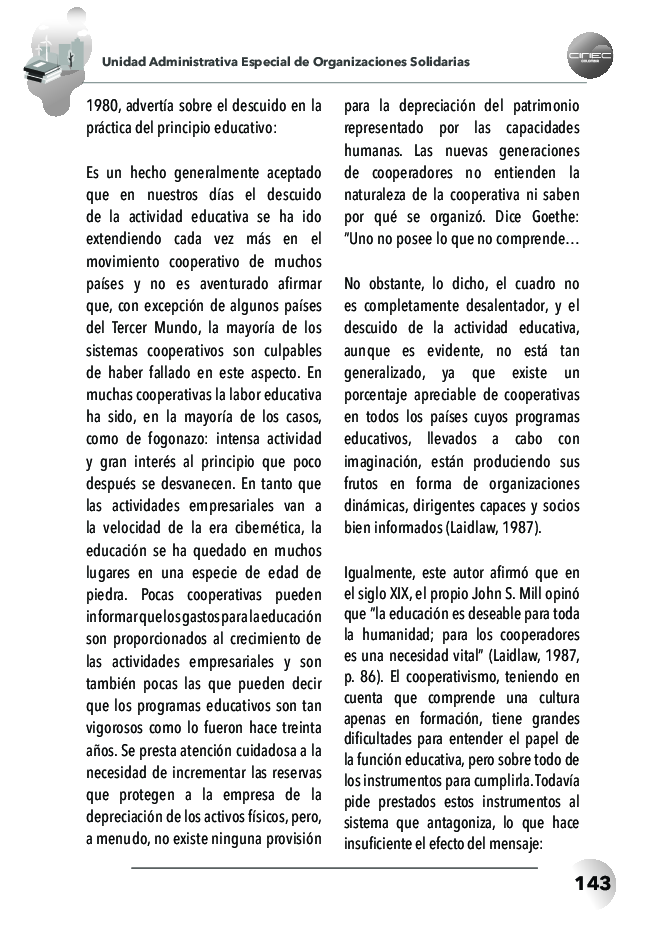 Unidad Administrativa Especial de Organizaciones Solidarias
CINEC
COLOMBIA
1980, advertía sobre el descuido en la
práctica del principio educativo:
Es un hecho generalmente aceptado
que en nuestros días el descuido
de la actividad educativa se ha ido
extendiendo cada vez más en el
movimiento cooperativo de muchos
países y no es aventurado afirmar
que, con excepción de algunos países
del Tercer Mundo, la mayoría de los
sistemas cooperativos son culpables
de haber fallado en este aspecto. En
muchas cooperativas la labor educativa
ha sido, en la mayoría de los casos,
como de fogonazo: intensa actividad
y gran interés al principio que poco
después se desvanecen. En tanto que
las actividades empresariales van a
la velocidad de la era cibernética, la
educación se ha quedado en muchos
lugares en una especie de edad de
piedra. Pocas cooperativas pueden
informar que los gastos para la educación
son proporcionados al crecimiento de
las actividades empresariales y son
también pocas las que pueden decir
que los programas educativos son tan
vigorosos como lo fueron hace treinta
años. Se presta atención cuidadosa a la
necesidad de incrementar las reservas
que protegen a la empresa de la
depreciación de los activos físicos, pero,
a menudo, no existe ninguna provisión
para la depreciación del patrimonio
representado por las capacidades
humanas. Las nuevas generaciones
de cooperadores no entienden la
naturaleza de la cooperativa ni saben
por qué se organizó. Dice Goethe:
"Uno no posee lo que no comprende…
No obstante, lo dicho, el cuadro no
es completamente desalentador, y el
descuido de la actividad educativa,
aunque es evidente, no está tan
generalizado, ya que existe un
porcentaje apreciable de cooperativas
en todos los países cuyos programas
educativos, llevados a cabo con
imaginación, están produciendo sus
frutos en forma de organizaciones
dinámicas, dirigentes capaces y socios
bien informados (Laidlaw, 1987).
Igualmente, este autor afirmó que en
el siglo XIX, el propio John S. Mill opinó
que "la educación es deseable para toda
la humanidad; para los cooperadores
es una necesidad vital" (Laidlaw, 1987,
p. 86). El cooperativismo, teniendo en
cuenta que comprende una cultura
apenas en formación, tiene grandes
dificultades para entender el papel de
la función educativa, pero sobre todo de
los instrumentos para cumplirla. Todavía
pide prestados estos instrumentos al
sistema que antagoniza, lo que hace
insuficiente el efecto del mensaje:
143